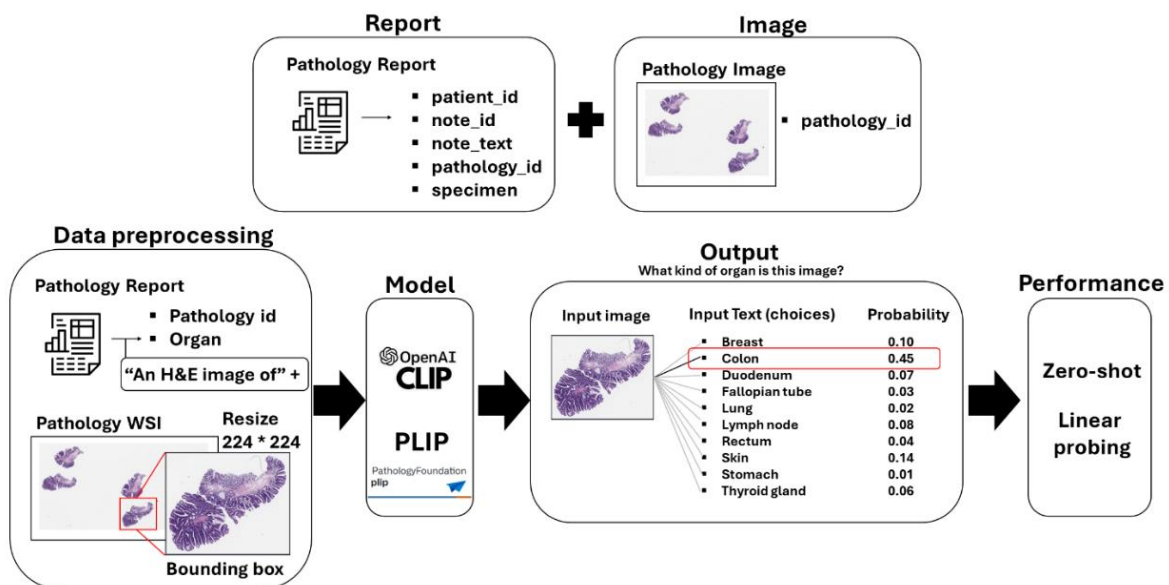 Report
Pathology Report
▪ patient_id
▪ note_id
▪ note_text
▪ pathology_id
▪ specimen
Image
Pathology Image
▪ pathology_id
Data preprocessing
Pathology Report
▪ Pathology id
▪ Organ
“An H&E image of” +
Pathology WSI
Resize
224 * 224
Bounding box
Model
OpenAI
CLIP
PLIP
PathologyFoundation
plip
Output
What kind of organ is this image?
Input image
Input Text (choices) Probability
▪ Breast 0.10
▪ Colon 0.45
▪ Duodenum 0.07
▪ Fallopian tube 0.03
▪ Lung 0.02
▪ Lymph node 0.08
▪ Rectum 0.04
▪ Skin 0.14
▪ Stomach 0.01
▪ Thyroid gland 0.06
Performance
Zero-shot
Linear
probing